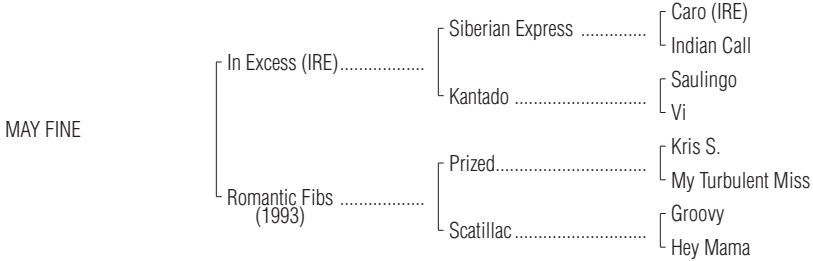 Caro (IRE)
Siberian Express ..............
Indian Call
In Excess (IRE)..................
Saulingo
Kantado ............................
Vi
MAY FINE
Kris S.
Prized................................
My Turbulent Miss
Romantic Fibs ..................
(1993)
Groovy
Scatillac ............................
Hey Mama